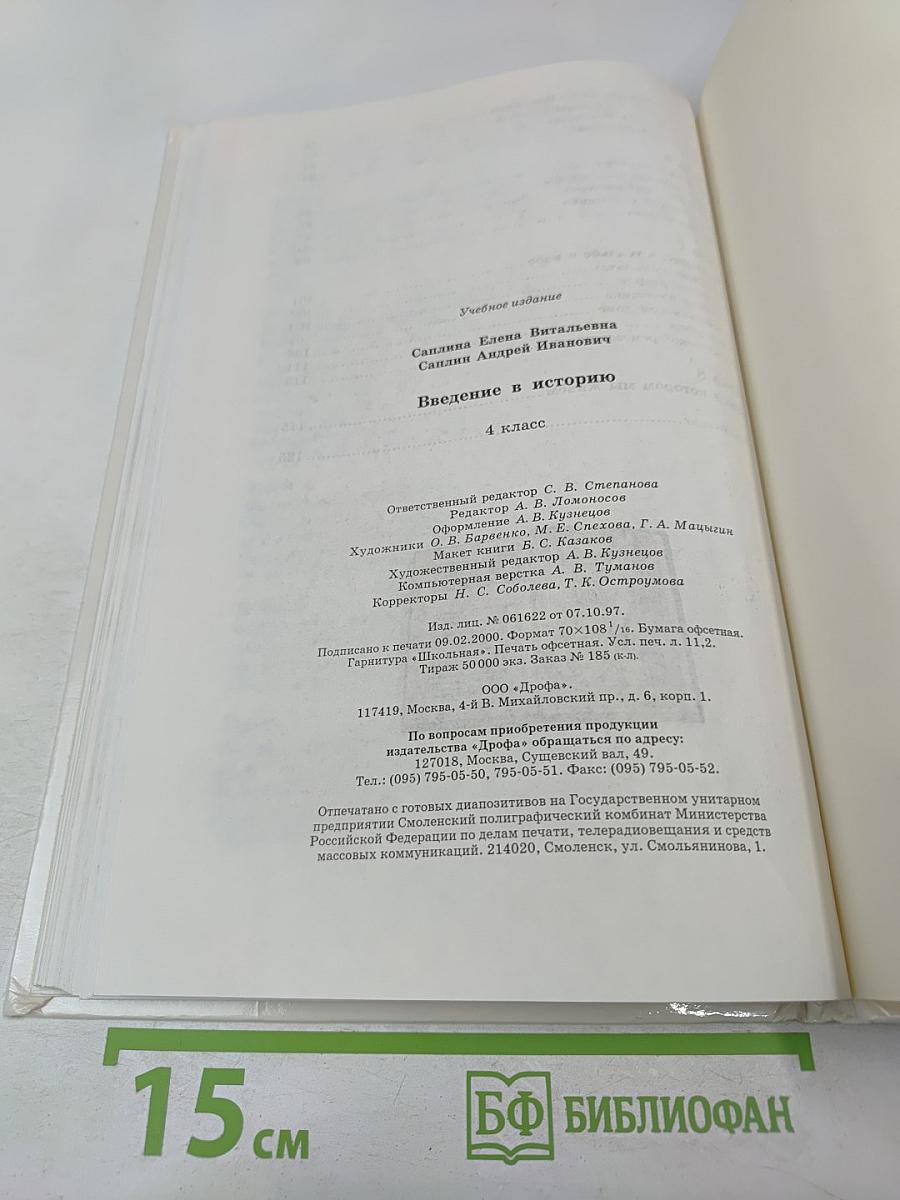 Учебное издание
Саплина Елена Витальевна
Саплин Андрей Иванович
Введение в историю
4 класс
Ответственный редактор С. В. Степанова
Редактор А. В. Ломоносов
Оформление А. В. Кузнецов
Художники О. В. Барвенко, М. Е. Спехова, Г. А. Мацыгин
Макет книги Б. С. Казаков
Художественный редактор А. В. Кузнецов
Компьютерная верстка А. В. Туманов
Корректоры Н. С. Соболева, Т. К. Остроумова
Изд. лиц. № 061622 от 07.10.97.
Подписано к печати 09.02.2000. Формат 70×108 1/16. Бумага офсетная.
Гарнитура «Школьная». Печать офсетная. Усл. печ. л. 11,2.
Тираж 50 000 экз. Заказ № 185 (к-л).
ООО «Дрофа».
117419, Москва, 4-й В. Михайловский пр., д. 6, корп. 1.
По вопросам приобретения продукции
издательства «Дрофа» обращаться по адресу:
127018, Москва, Сущевский вал, 49.
Тел.: (095) 795-05-50, 795-05-51. Факс: (095) 795-05-52.
Отпечатано с готовых диапозитивов на Государственном унитарном
предприятии Смоленский полиграфический комбинат Министерства
Российской Федерации по делам печати, телерадиовещания и средств
массовых коммуникаций. 214020, Смоленск, ул. Смольянинова, 1.
15 см
БФ БИБЛИОФАН